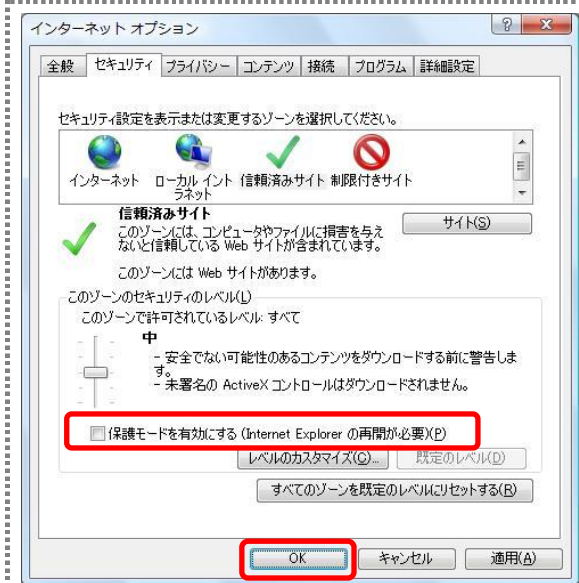 インターネット オプション
全般 セキュリティ プライバシー コンテンツ 接続 プログラム 詳細設定
セキュリティ設定を表示または変更するゾーンを選択してください。
インターネット ローカル イントラネット 信頼済みサイト 制限付きサイト
信頼済みサイト
サイト(S)
このゾーンには、コンピュータやファイルに損害を与え
ないと信頼している Web サイトが含まれています。
このゾーンには Web サイトがあります。
このゾーンのセキュリティのレベル(L)
このゾーンで許可されているレベル: すべて
中
- 安全でない可能性のあるコンテンツをダウンロードする前に警告しま
す。
- 未署名の ActiveX コントロールはダウンロードされません。
保護モードを有効にする (Internet Explorer の再開が必要)(P)
レベルのカスタマイズ(C)... 既定のレベル(D)
すべてのゾーンを既定のレベルにリセットする(R)
OK キャンセル 適用(A)